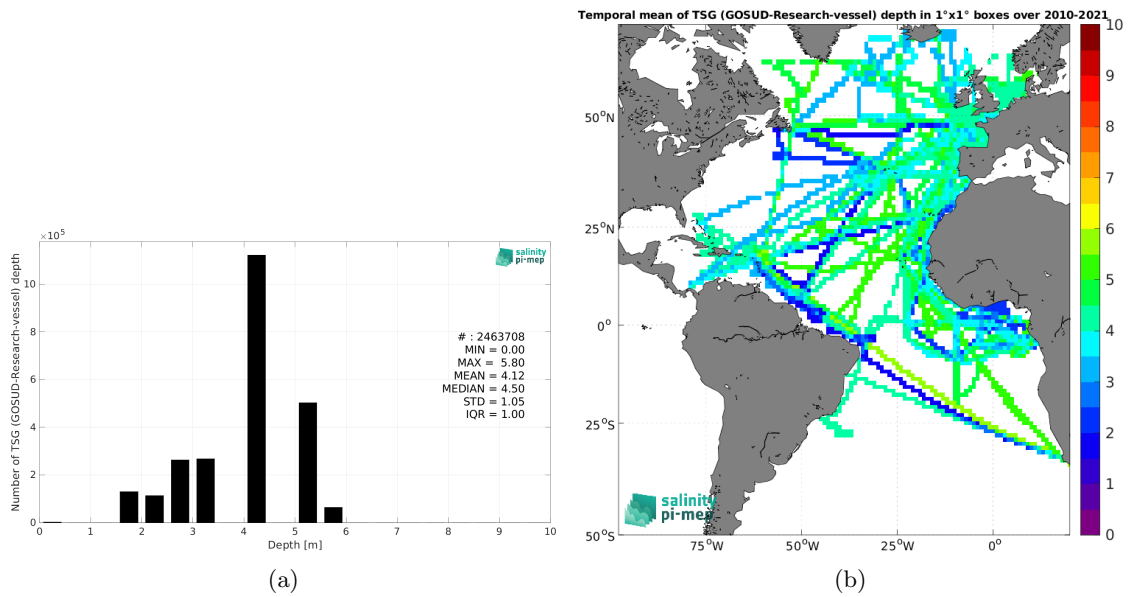 Temporal mean of TSG (GOSUD-Research-vessel) depth in 1°x1° boxes over 2010-2021
×10⁵
salinity
pi-mep
Number of TSG (GOSUD-Research-vessel) depth
10
8
6
4
2
0
# : 2463708
MIN = 0.00
MAX = 5.80
MEAN = 4.12
MEDIAN = 4.50
STD = 1.05
IQR = 1.00
0 1 2 3 4 5 6 7 8 9 10
Depth [m]
(a)
50°N
25°N
0°
25°S
50°S
75°W 50°W 25°W 0°
salinity
pi-mep
10
9
8
7
6
5
4
3
2
1
0
(b)